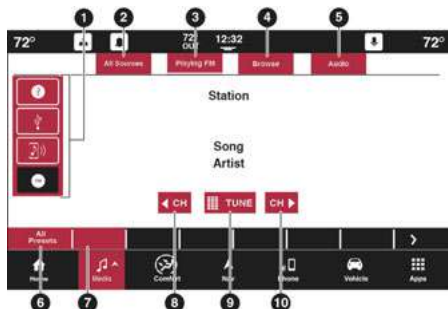 1 2 3 4 5
72° 72 OUT 12:32 72°
All Sources Playing FM Browse Audio
Station
Song
Artist
CH TUNE CH
All Presets
Home Media Comfort Nav Phone Vehicle Apps
6 7 8 9 10